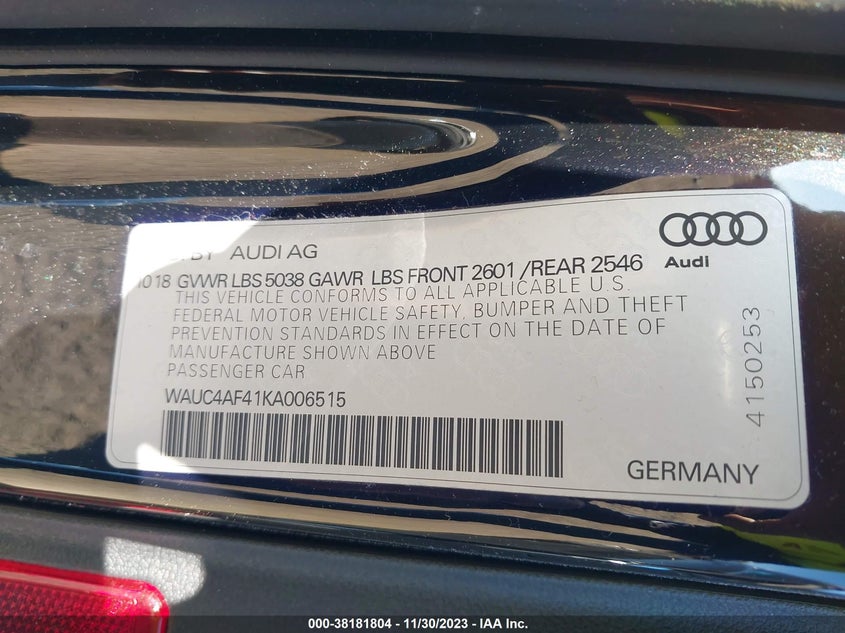 BY AUDI AG
Audi
1018 GVWR LBS 5038 GAWR LBS FRONT 2601 /REAR 2546
THIS VEHICLE CONFORMS TO ALL APPLICABLE U.S.
FEDERAL MOTOR VEHICLE SAFETY, BUMPER AND THEFT
PREVENTION STANDARDS IN EFFECT ON THE DATE OF
MANUFACTURE SHOWN ABOVE
PASSENGER CAR
WAUC4AF41KA006515
4150253
GERMANY
000-38181804 - 11/30/2023 - IAA Inc.